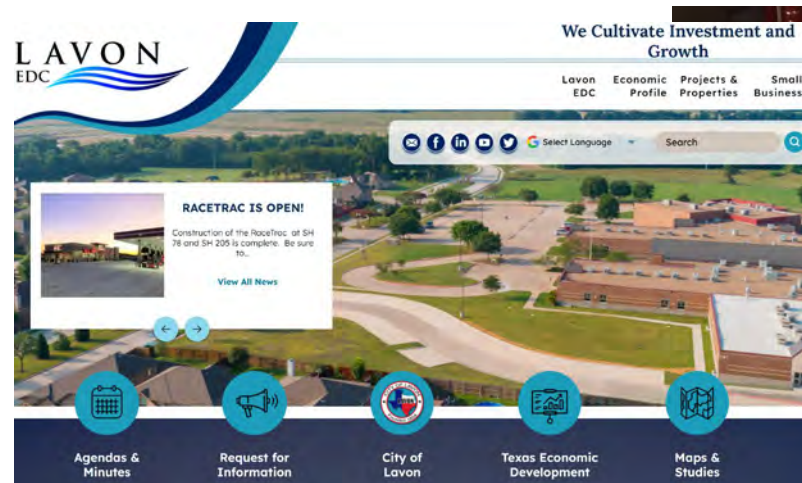 LAVON
EDC
We Cultivate Investment and
Growth
Lavon
EDC
Economic
Profile
Projects &
Properties
Small
Business
Select Language
Search
RACETRAC IS OPEN!
Construction of the RaceTrac at SH
78 and SH 205 is complete. Be sure
to...
View All News
Agendas &
Minutes
Request for
Information
City of
Lavon
Texas Economic
Development
Maps &
Studies